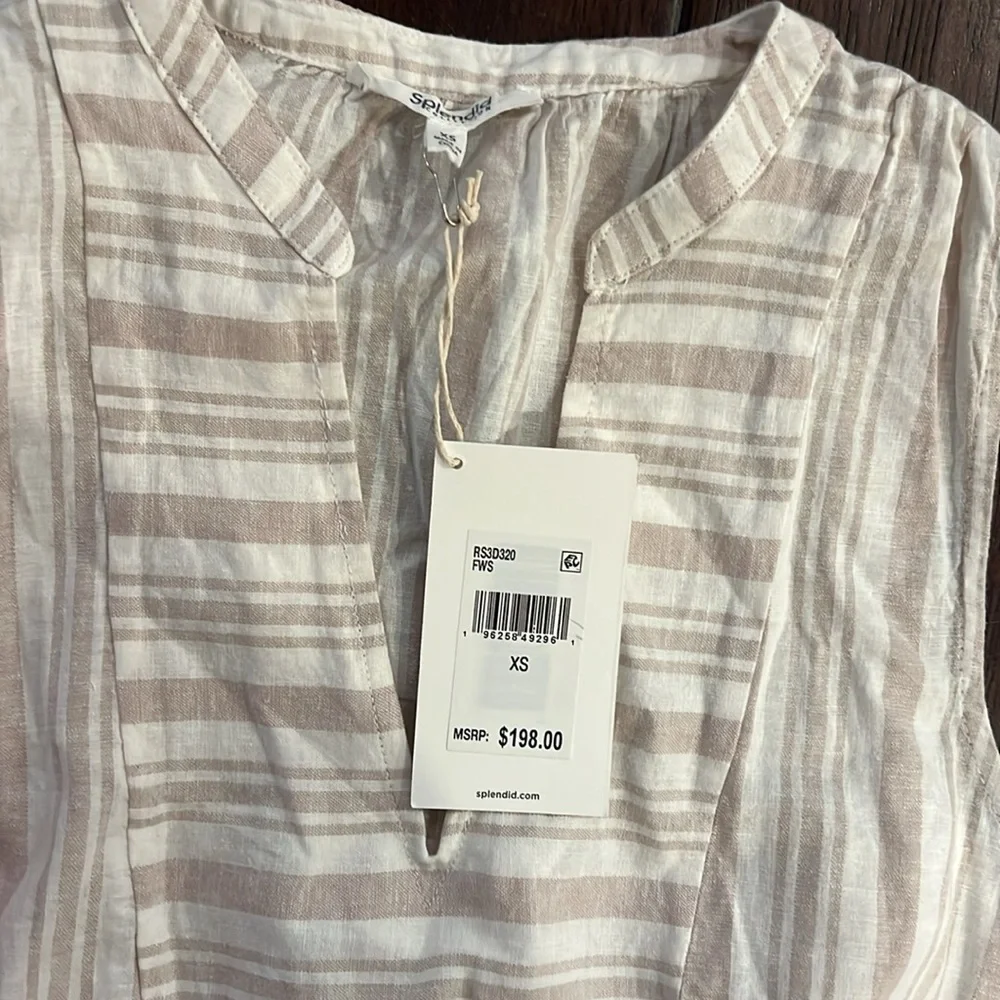 splendid
XS
RS3D320
FWS
1 96258 49296 1
XS
MSRP: $198.00
splendid.com